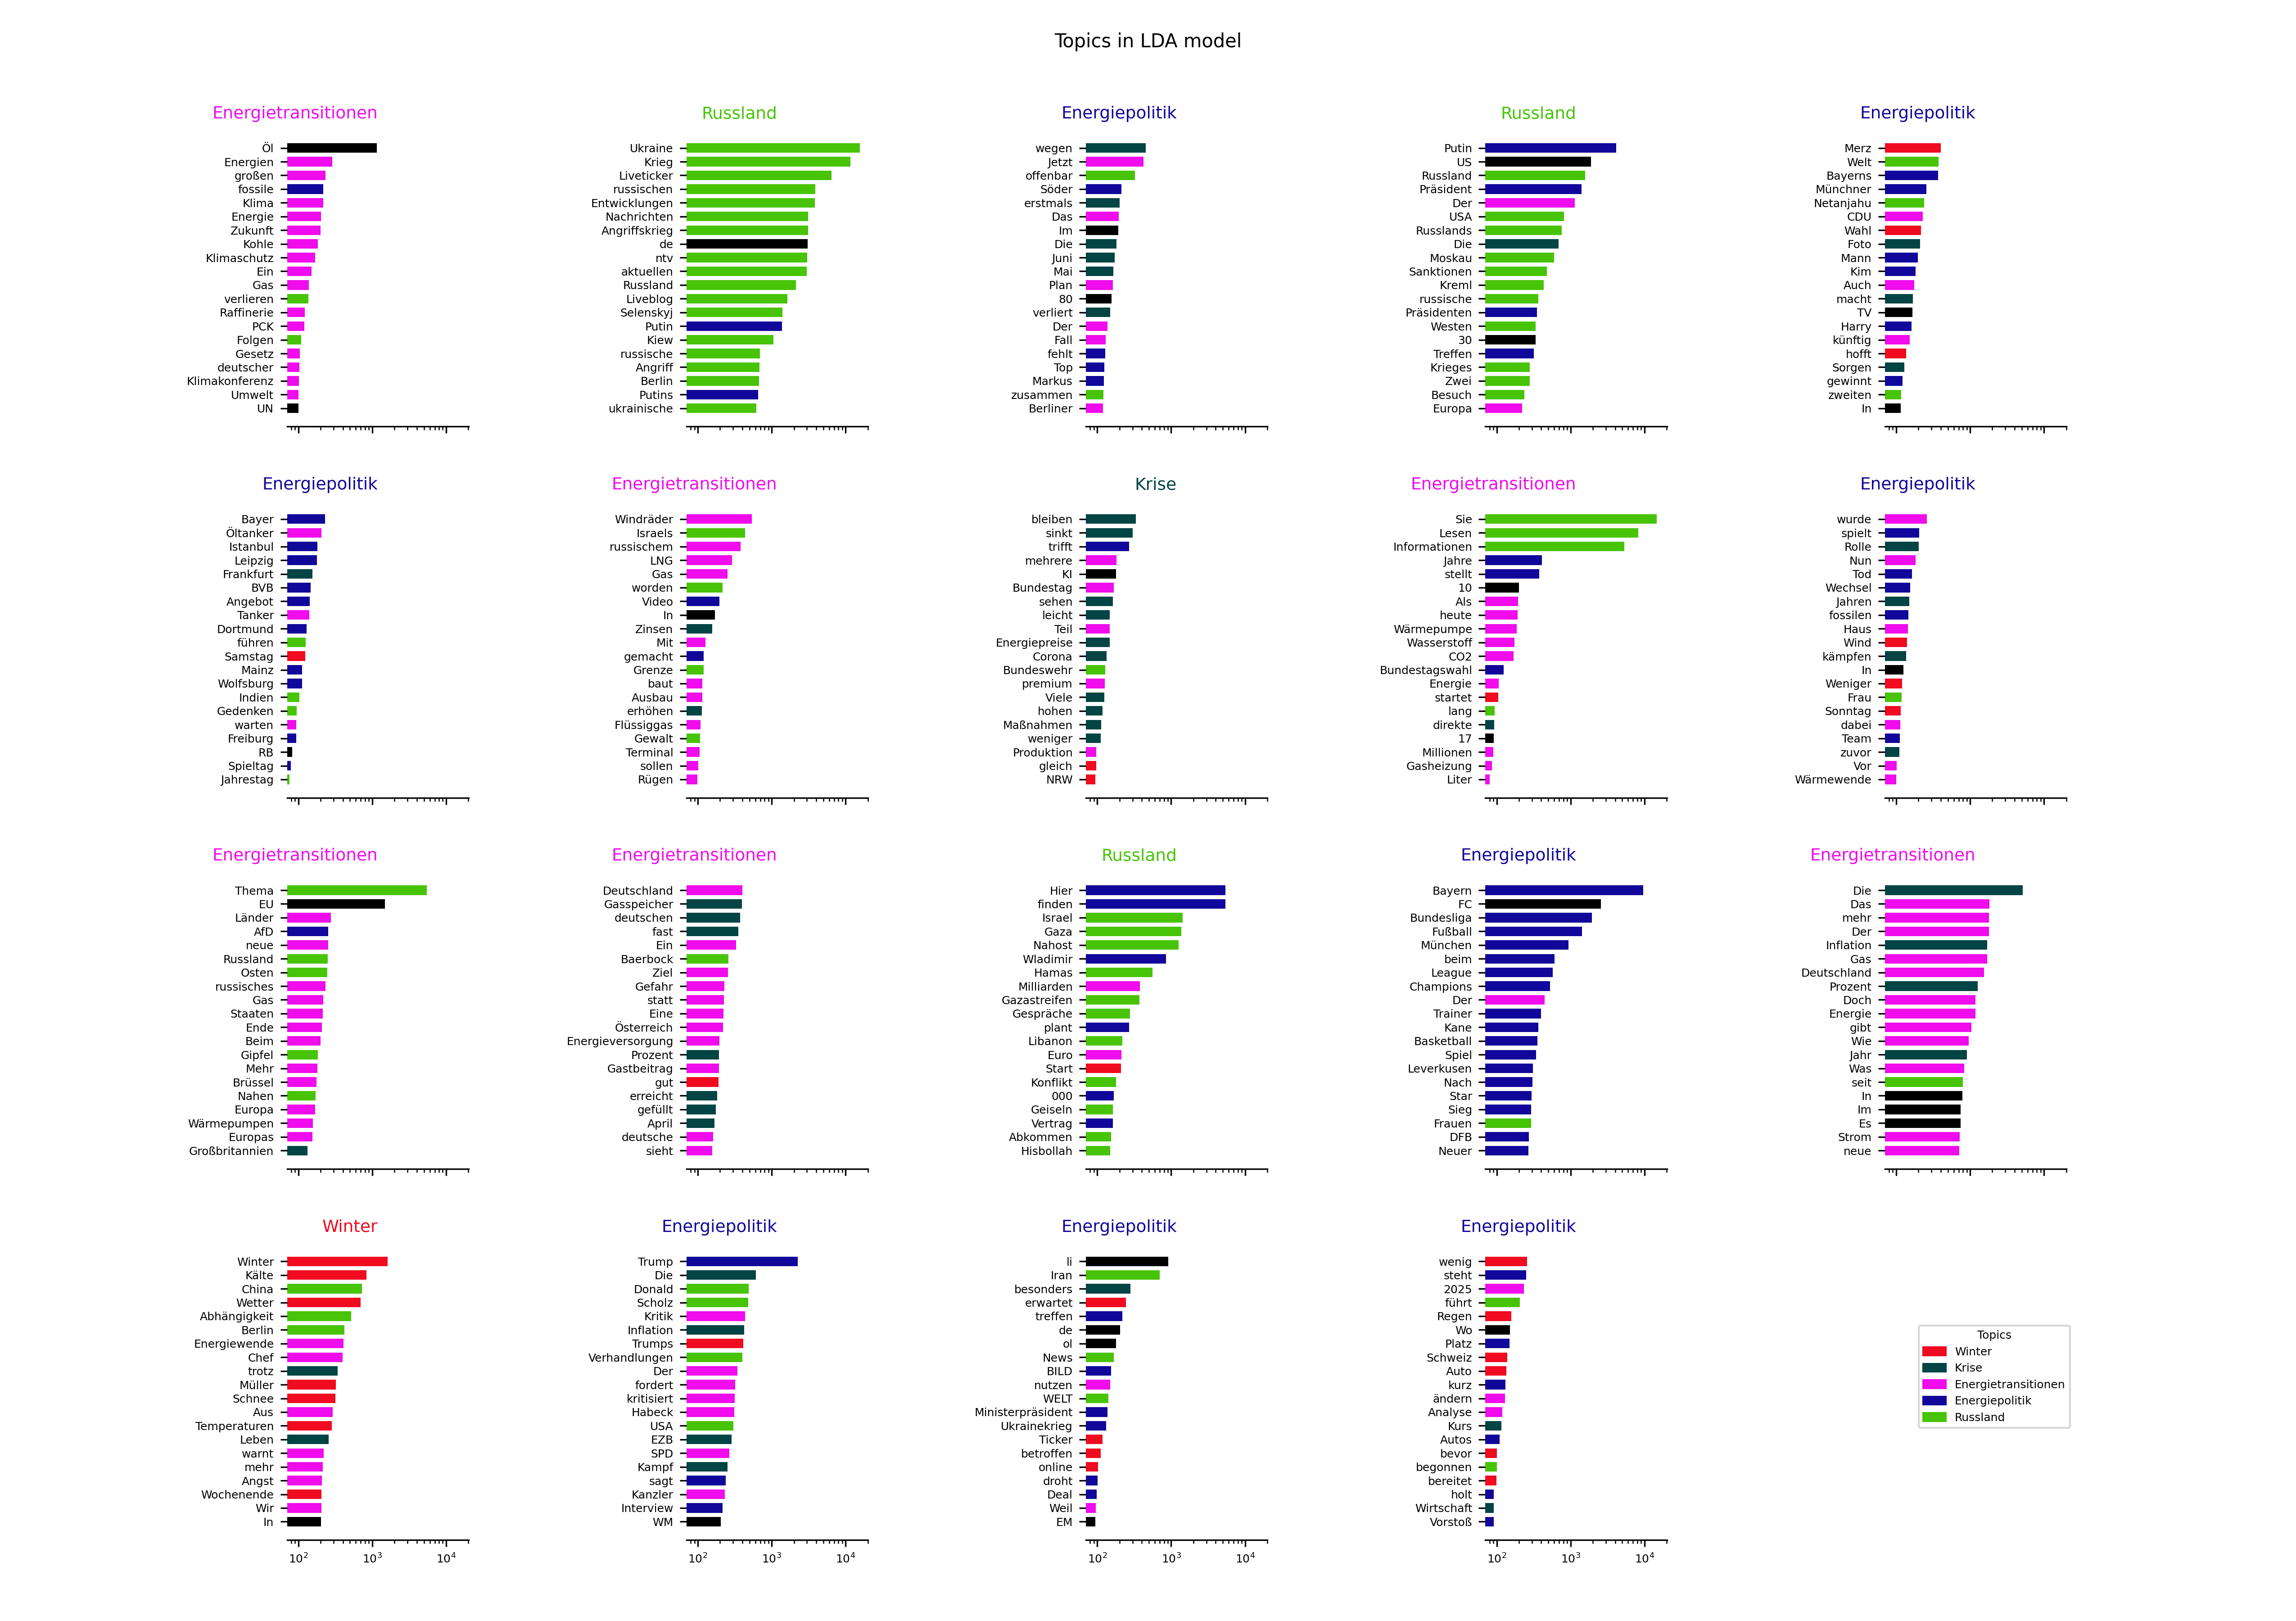 Topics in LDA model
Energietransitionen
Öl
Energien
großen
fossile
Klima
Energie
Zukunft
Kohle
Klimaschutz
Ein
Gas
verlieren
Raffinerie
PCK
Folgen
Gesetz
deutscher
Klimakonferenz
Umwelt
UN
Russland
Ukraine
Krieg
Liveticker
russischen
Entwicklungen
Nachrichten
Angriffskrieg
de
ntv
aktuellen
Russland
Liveblog
Selenskyj
Putin
Kiew
russische
Angriff
Berlin
Putins
ukrainische
Energiepolitik
wegen
Jetzt
offenbar
Söder
erstmals
Das
Im
Die
Juni
Mai
Plan
80
verliert
Der
Fall
fehlt
Top
Markus
zusammen
Berliner
Russland
Putin
US
Russland
Präsident
Der
USA
Russlands
Die
Moskau
Sanktionen
Kreml
russische
Präsidenten
Westen
30
Treffen
Krieges
Zwei
Besuch
Europa
Energiepolitik
Merz
Welt
Bayerns
Münchner
Netanjahu
CDU
Wahl
Foto
Mann
Kim
Auch
macht
TV
Harry
künftig
hofft
Sorgen
gewinnt
zweiten
In
Energiepolitik
Bayer
Öltanker
Istanbul
Leipzig
Frankfurt
BVB
Angebot
Tanker
Dortmund
führen
Samstag
Mainz
Wolfsburg
Indien
Gedenken
warten
Freiburg
RB
Spieltag
Jahrestag
Energietransitionen
Windräder
Israels
russischem
LNG
Gas
worden
Video
In
Zinsen
Mit
gemacht
Grenze
baut
Ausbau
erhöhen
Flüssiggas
Gewalt
Terminal
sollen
Rügen
Krise
bleiben
sinkt
trifft
mehrere
KI
Bundestag
sehen
leicht
Teil
Energiepreise
Corona
Bundeswehr
premium
Viele
hohen
Maßnahmen
weniger
Produktion
gleich
NRW
Energietransitionen
Sie
Lesen
Informationen
Jahre
stellt
10
Als
heute
Wärmepumpe
Wasserstoff
CO2
Bundestagswahl
Energie
startet
lang
direkte
17
Millionen
Gasheizung
Liter
Energiepolitik
wurde
spielt
Rolle
Nun
Tod
Wechsel
Jahren
fossilen
Haus
Wind
kämpfen
In
Weniger
Frau
Sonntag
dabei
Team
zuvor
Vor
Wärmewende
Energietransitionen
Thema
EU
Länder
AfD
neue
Russland
Osten
russisches
Gas
Staaten
Ende
Beim
Gipfel
Mehr
Brüssel
Nahen
Europa
Wärmepumpen
Europas
Großbritannien
Energietransitionen
Deutschland
Gasspeicher
deutschen
fast
Ein
Baerbock
Ziel
Gefahr
statt
Eine
Österreich
Energieversorgung
Prozent
Gastbeitrag
gut
erreicht
gefüllt
April
deutsche
sieht
Russland
Hier
finden
Israel
Gaza
Nahost
Wladimir
Hamas
Milliarden
Gazastreifen
Gespräche
plant
Libanon
Euro
Start
Konflikt
000
Geiseln
Vertrag
Abkommen
Hisbollah
Energiepolitik
Bayern
FC
Bundesliga
Fußball
München
beim
League
Champions
Der
Trainer
Kane
Basketball
Spiel
Leverkusen
Nach
Star
Sieg
Frauen
DFB
Neuer
Energietransitionen
Die
Das
mehr
Der
Inflation
Gas
Deutschland
Prozent
Doch
Energie
gibt
Wie
Jahr
Was
seit
In
Im
Es
Strom
neue
Winter
Winter
Kälte
China
Wetter
Abhängigkeit
Berlin
Energiewende
Chef
trotz
Müller
Schnee
Aus
Temperaturen
Leben
warnt
mehr
Angst
Wochenende
Wir
In
10² 10³ 10⁴
Energiepolitik
Trump
Die
Donald
Scholz
Kritik
Inflation
Trumps
Verhandlungen
Der
fordert
kritisiert
Habeck
USA
EZB
SPD
Kampf
sagt
Kanzler
Interview
WM
10² 10³ 10⁴
Energiepolitik
li
Iran
besonders
erwartet
treffen
de
ol
News
BILD
nutzen
WELT
Ministerpräsident
Ukrainekrieg
Ticker
betroffen
online
droht
Deal
Weil
EM
10² 10³ 10⁴
Energiepolitik
wenig
steht
2025
führt
Regen
Wo
Platz
Schweiz
Auto
kurz
ändern
Analyse
Kurs
Autos
bevor
begonnen
bereitet
holt
Wirtschaft
Vorstoß
10² 10³ 10⁴
Topics
Winter
Krise
Energietransitionen
Energiepolitik
Russland